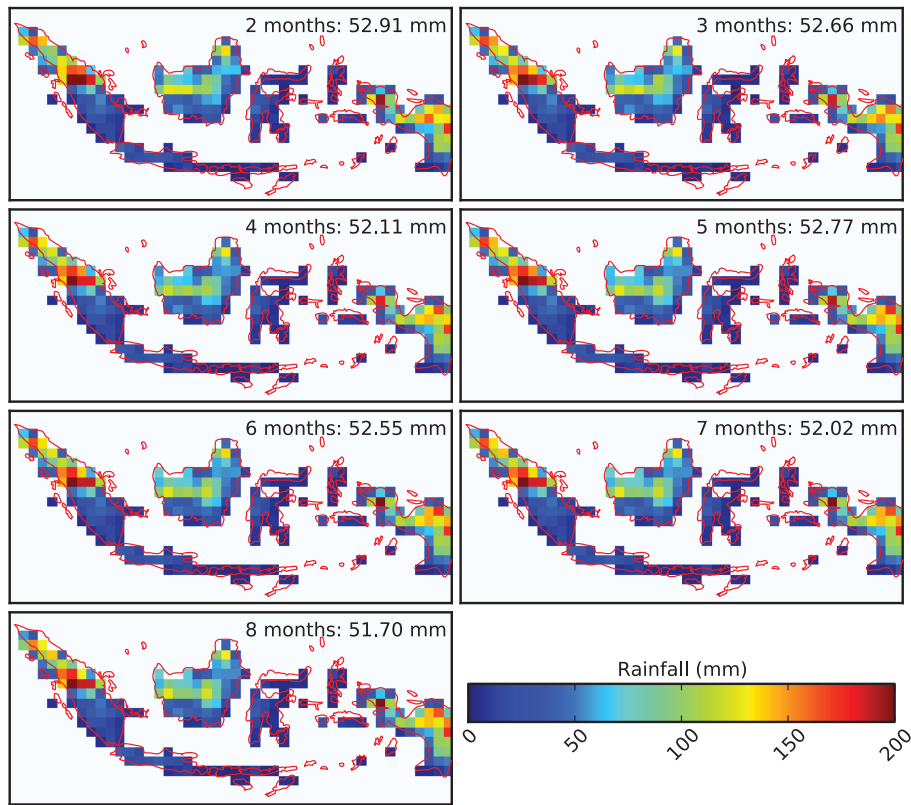 2 months: 52.91 mm
3 months: 52.66 mm
4 months: 52.11 mm
5 months: 52.77 mm
6 months: 52.55 mm
7 months: 52.02 mm
8 months: 51.70 mm
Rainfall (mm)
0 50 100 150 200